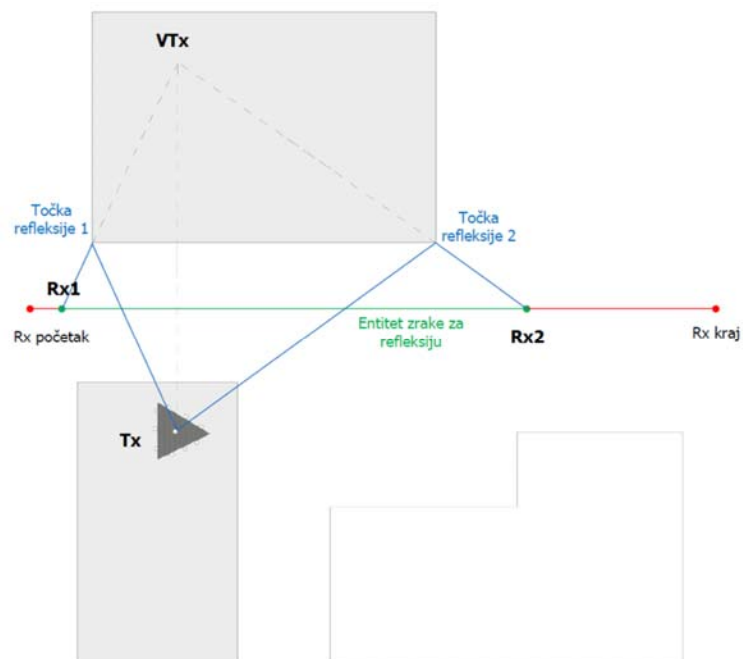 VTx
Točka
refleksije 1
Točka
refleksije 2
Rx1
Rx početak
Entitet zrake za
refleksiju
Rx2
Rx kraj
Tx